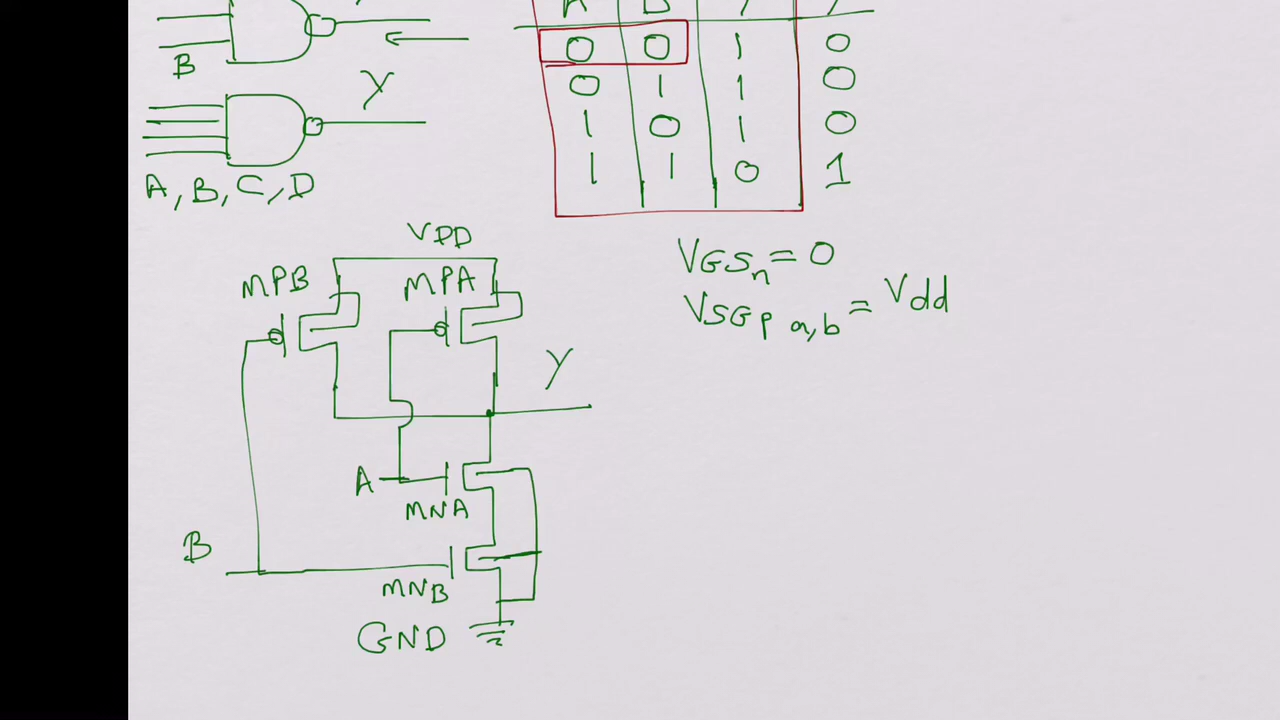 B
Y
A, B, C, D
A B Y
0 0 1 0
0 1 1 0
1 0 1 0
1 1 0 1
VDD
MPB MPA
Y
A
MNA
B
MNB
GND
VGSn = 0
VSGp a,b = Vdd